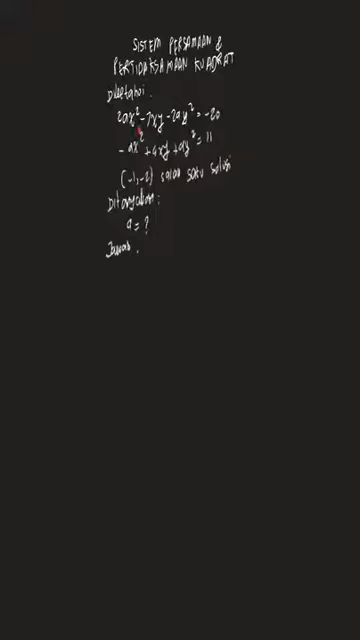 SISTEM PERSAMAAN &
PERTIDAKSAMAAN KUADRAT
Diketahui :
2ax² - 7xy - 2ay² = -20
-ax² + 4xy + ay² = 11
(-1,-2) salah satu solusi
Ditanyakan :
a = ?
Jawab :